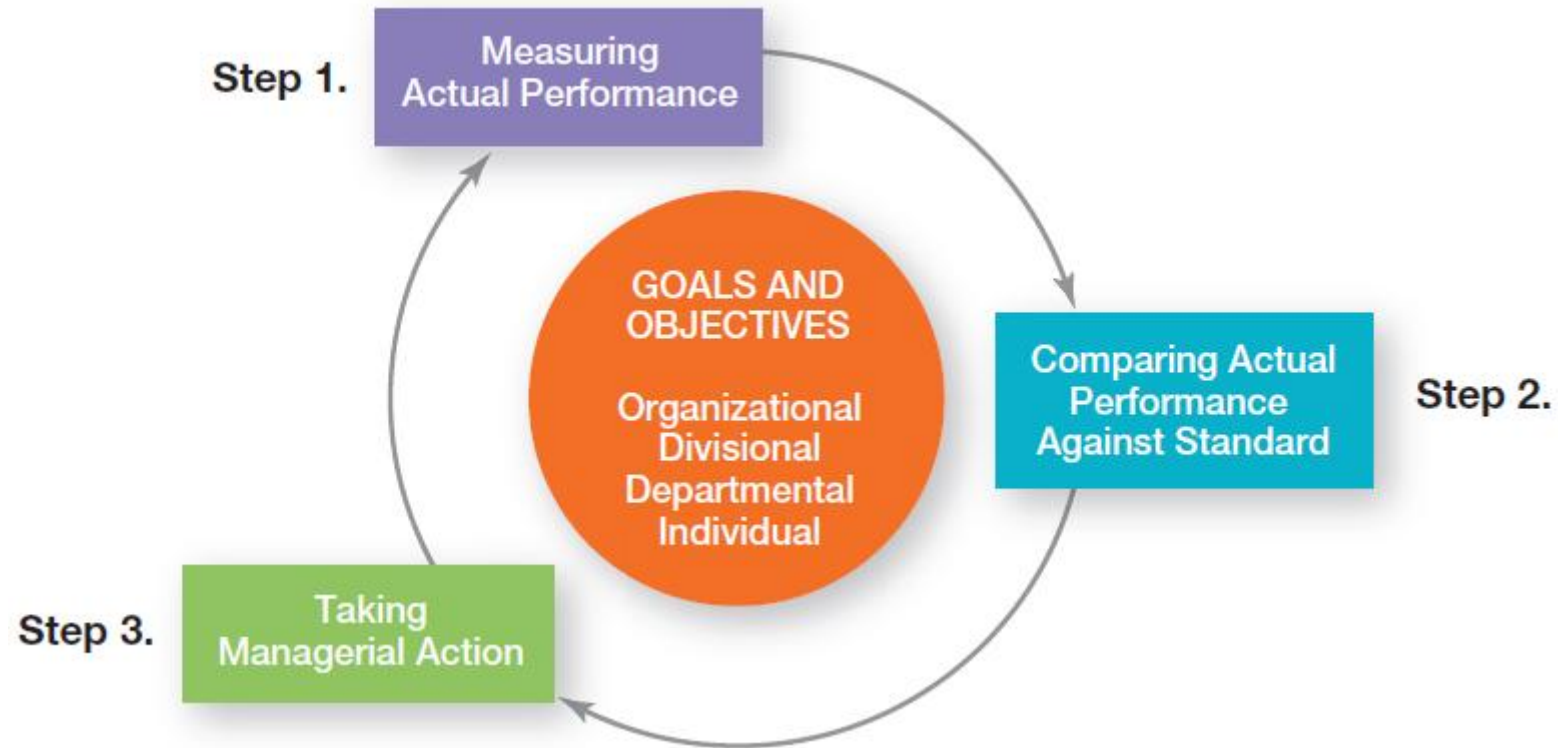 Step 1.
Measuring
Actual Performance
GOALS AND
OBJECTIVES
Organizational
Divisional
Departmental
Individual
Comparing Actual
Performance
Against Standard
Step 2.
Step 3.
Taking
Managerial Action